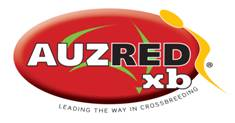 AUZRED
xb
LEADING THE WAY IN CROSSBREEDING